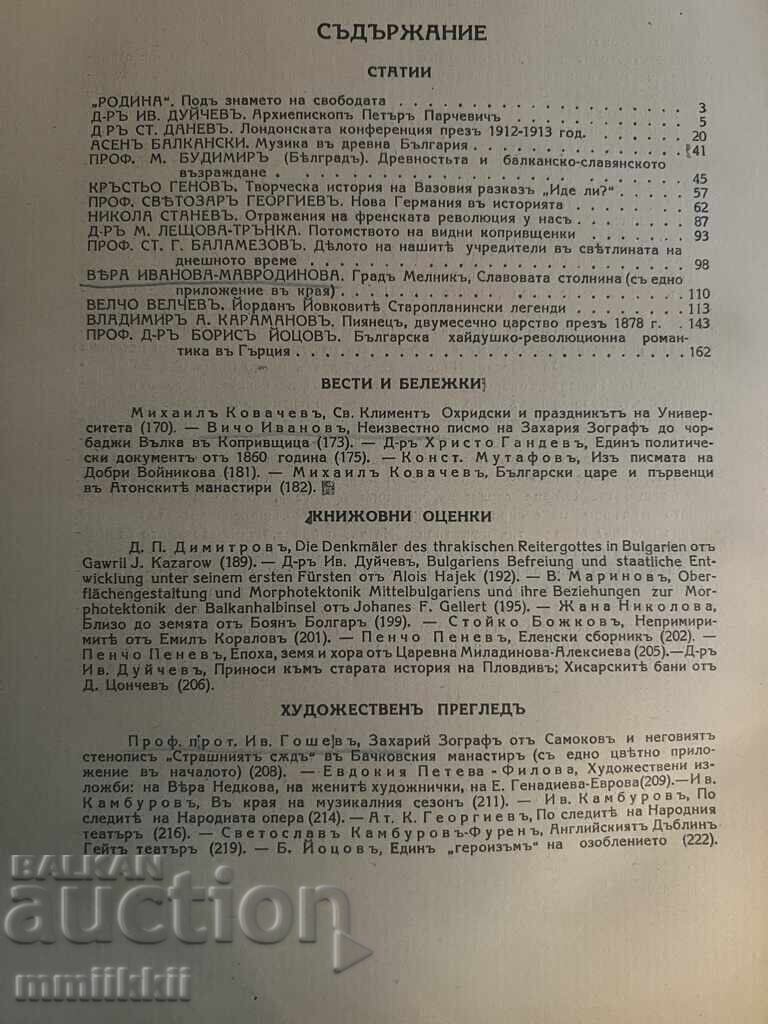 СЪДЪРЖАНИЕ
СТАТИИ
„РОДИНА“. Подъ знамето на свободата . . . . . . . . . . . . 3
Д-РЪ ИВ. ДУЙЧЕВЪ. Архиепископъ Петъръ Парчевичъ . . . . . . . 5
Д РЪ СТ. ДАНЕВЪ. Лондонската конференция презъ 1912-1913 год. . . . 20
АСЕНЪ БАЛКАНСКИ. Музика въ древна България . . . . . . . . 41
ПРОФ. М. БУДИМИРЪ (Бѣлградъ). Древностьта и балканско-славянското
възраждане . . . . . . . . . . . . . . . . 45
КРЪСТЬО ГЕНОВЪ. Творческа история на Вазовия разказъ „Иде ли?“ . . . 57
ПРОФ. СВѢТОЗАРЪ ГЕОРГИЕВЪ. Нова Германия въ историята . . . . . 62
НИКОЛА СТАНЕВЪ. Отражения на френската революция у насъ . . . . 87
Д-РЪ М. ЛЕЩОВА-ТРЪНКА. Потомството на видни копривщенки . . . . 93
ПРОФ. СТ. Г. БАЛАМЕЗОВЪ. Дѣлото на нашитѣ учредители въ свѣтлината на
днешното време . . . . . . . . . . . . . . . 98
ВѢРА ИВАНОВА-МАВРОДИНОВА. Градъ Мелникъ, Славовата столнина (съ едно
приложение въ края) . . . . . . . . . . . . . . 110
ВЕЛЧО ВЕЛЧЕВЪ. Йорданъ Йовковитѣ Старопланински легенди . . . . . 113
ВЛАДИМИРЪ А. КАРАМАНОВЪ. Пиянецъ, двумесечно царство презъ 1878 г. . 143
ПРОФ. Д-РЪ БОРИСЪ ЙОЦОВЪ. Българска хайдушко-революционна роман-
тика въ Гърция . . . . . . . . . . . . . . . 162
ВЕСТИ И БЕЛЕЖКИ
Михаилъ Ковачевъ, Св. Климентъ Охридски и праздникътъ на Универ-
ситета (170). — Вичо Ивановъ, Неизвестно писмо на Захария Зографъ до чор-
баджи Вълка въ Копривщица (173). — Д-ръ Христо Гандевъ, Единъ политиче-
ски документъ отъ 1860 година (175). — Конст. Мутафовъ, Изъ писмата на
Добри Войникова (181). — Михаилъ Ковачевъ, Български царе и първенци
въ Атонскитѣ манастири (182).
КНИЖОВНИ ОЦЕНКИ
Д. П. Димитровъ, Die Denkmäler des thrakischen Reitergottes in Bulgarien отъ
Gawril J. Kazarow (189). — Д-ръ Ив. Дуйчевъ, Bulgariens Befreiung und staatliche Ent-
wicklung unter seinem ersten Fürsten отъ Alois Hajek (192). — В. Мариновъ, Ober-
flächengestaltung und Morphotektonik Mittelbulgariens und ihre Beziehungen zur Mor-
photektonik der Balkanhalbinsel отъ Johanes F. Gellert (195). — Жана Николова,
Близо до земята отъ Боянъ Болгаръ (199). — Стойко Божковъ, Непримири-
митѣ отъ Емилъ Кораловъ (201). — Пенчо Пеневъ, Еленски сборникъ (202). —
Пенчо Пеневъ, Епоха, земя и хора отъ Царевна Миладинова-Алексиева (205).—Д-ръ
Ив. Дуйчевъ, Приноси къмъ старата история на Пловдивъ; Хисарскитѣ бани отъ
Д. Цончевъ (206).
ХУДОЖЕСТВЕНЪ ПРЕГЛЕДЪ
Проф. прот. Ив. Гошевъ, Захарий Зографъ отъ Самоковъ и неговиятъ
стенописъ „Страшниятъ сѫдъ“ въ Бачковския манастиръ (съ едно цвѣтно прило-
жение въ началото) (208). — Евдокия Петева-Филова, Художествени из-
ложби: на Вѣра Недкова, на женитѣ художнички, на Е. Генадиева-Еврова(209).—Ив.
Камбуровъ, Въ края на музикалния сезонъ (211). — Ив. Камбуровъ, По
следитѣ на Народната опера (214). — Ат. К. Георгиевъ, По следитѣ на Народния
театъръ (216). — Светославъ Камбуровъ-Фуренъ, Английскиятъ Дъблинъ
Гейтъ театъръ (219). — Б. Йоцовъ, Единъ „героизъмъ“ на озоблението (222).
BALKAN
auction
mmiikkii